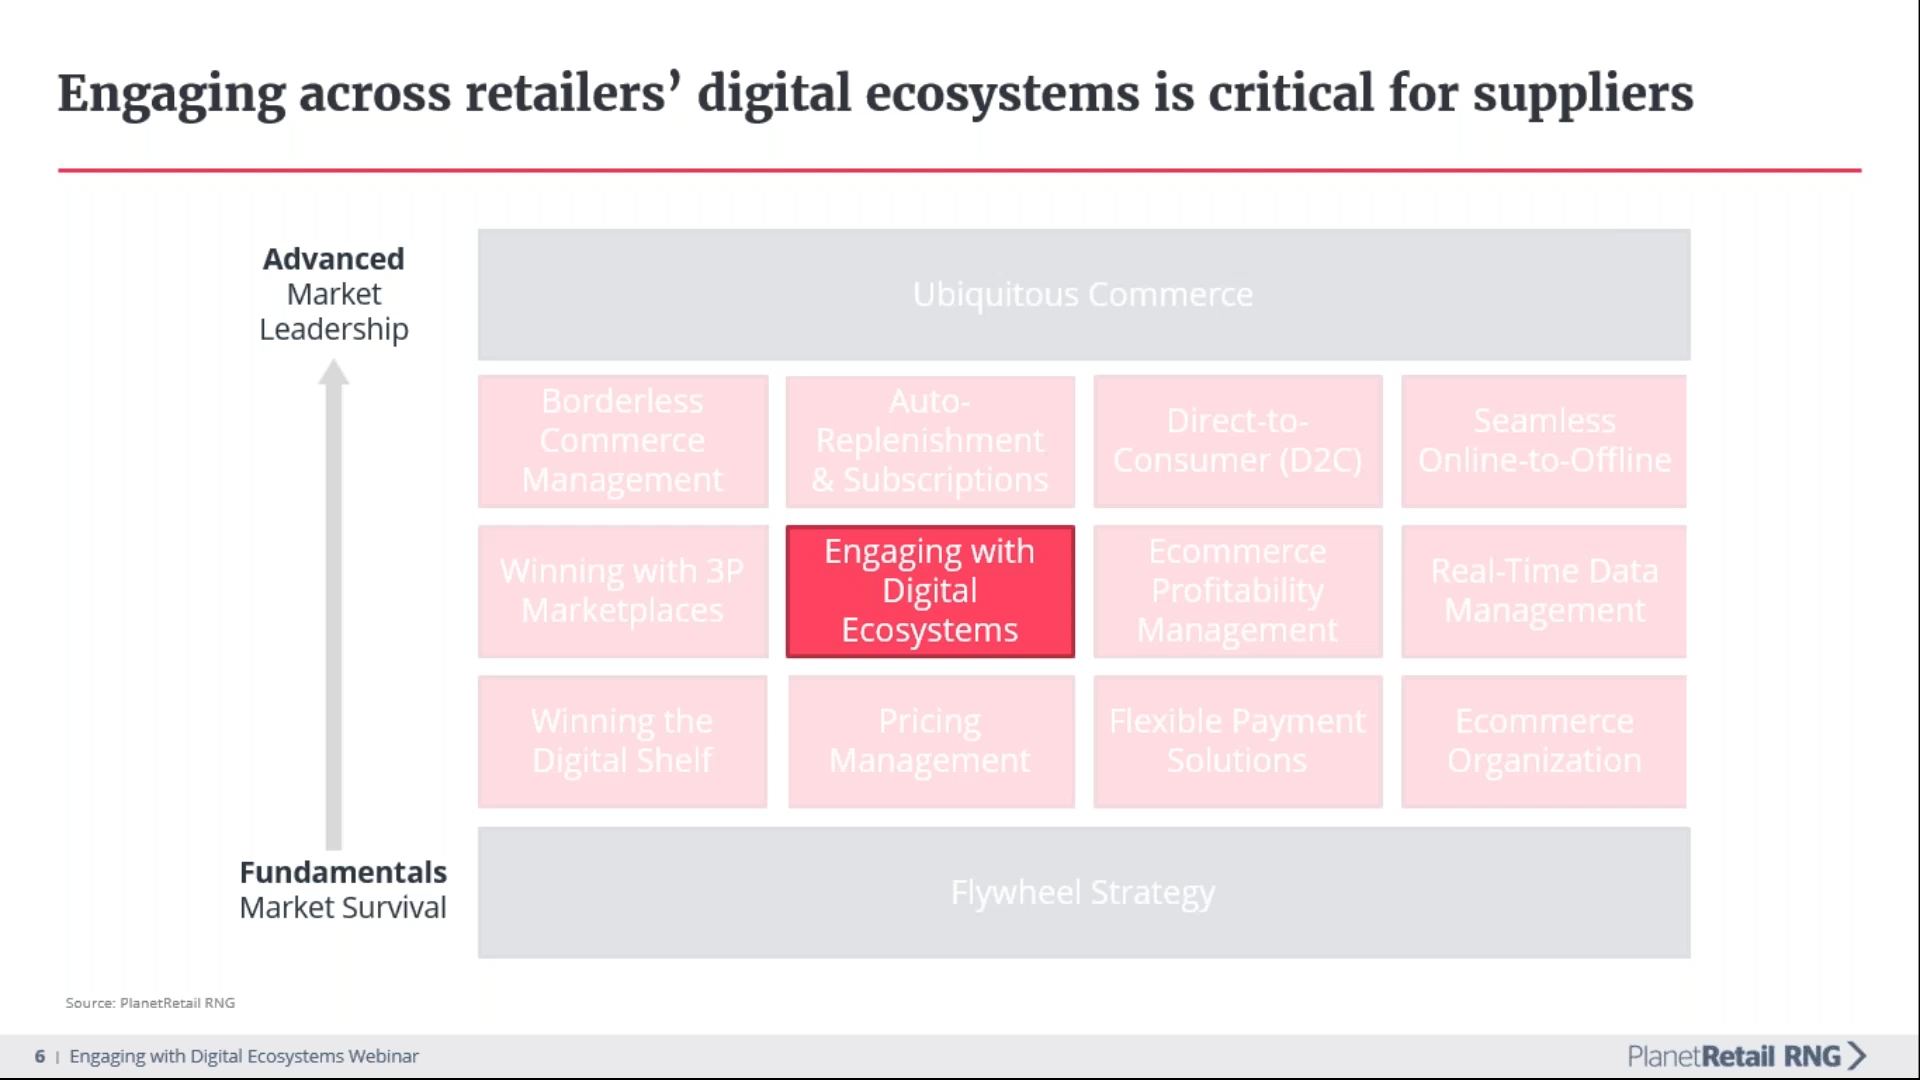 Engaging across retailers’ digital ecosystems is critical for suppliers
Advanced
Market
Leadership
Ubiquitous Commerce
Borderless
Commerce
Management
Auto-
Replenishment
& Subscriptions
Direct-to-
Consumer (D2C)
Seamless
Online-to-Offline
Winning with 3P
Marketplaces
Engaging with
Digital
Ecosystems
Ecommerce
Profitability
Management
Real-Time Data
Management
Winning the
Digital Shelf
Pricing
Management
Flexible Payment
Solutions
Ecommerce
Organization
Fundamentals
Market Survival
Flywheel Strategy
Source: PlanetRetail RNG
6 | Engaging with Digital Ecosystems Webinar
PlanetRetail RNG